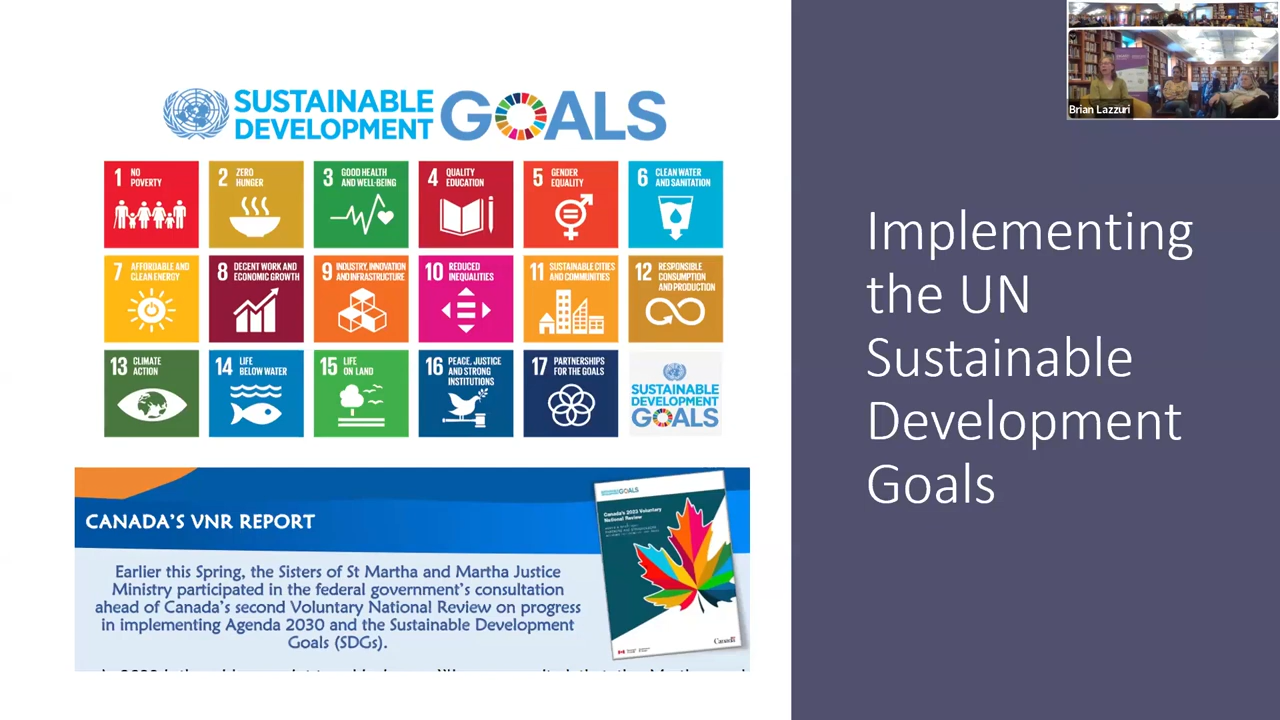 SUSTAINABLE
DEVELOPMENT
GOALS
1 NO
POVERTY
2 ZERO
HUNGER
3 GOOD HEALTH
AND WELL-BEING
4 QUALITY
EDUCATION
5 GENDER
EQUALITY
6 CLEAN WATER
AND SANITATION
7 AFFORDABLE AND
CLEAN ENERGY
8 DECENT WORK AND
ECONOMIC GROWTH
9 INDUSTRY, INNOVATION
AND INFRASTRUCTURE
10 REDUCED
INEQUALITIES
11 SUSTAINABLE CITIES
AND COMMUNITIES
12 RESPONSIBLE
CONSUMPTION
AND PRODUCTION
13 CLIMATE
ACTION
14 LIFE
BELOW WATER
15 LIFE
ON LAND
16 PEACE, JUSTICE
AND STRONG
INSTITUTIONS
17 PARTNERSHIPS
FOR THE GOALS
SUSTAINABLE
DEVELOPMENT
GOALS
CANADA'S VNR REPORT
Earlier this Spring, the Sisters of St Martha and Martha Justice
Ministry participated in the federal government's consultation
ahead of Canada's second Voluntary National Review on progress
in implementing Agenda 2030 and the Sustainable Development
Goals (SDGs).
GOALS
Canada's 2023 Voluntary
National Review
Canada
Brian Lazzuri
Implementing
the UN
Sustainable
Development
Goals